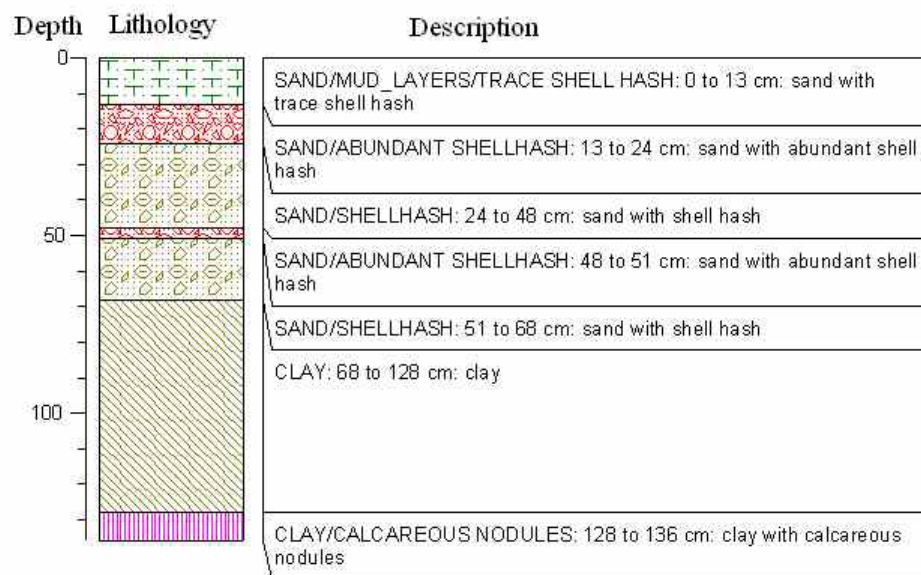 Depth Lithology Description
0
SAND/MUD_LAYERS/TRACE SHELL HASH: 0 to 13 cm: sand with
trace shell hash
SAND/ABUNDANT SHELLHASH: 13 to 24 cm: sand with abundant shell
hash
SAND/SHELLHASH: 24 to 48 cm: sand with shell hash
50
SAND/ABUNDANT SHELLHASH: 48 to 51 cm: sand with abundant shell
hash
SAND/SHELLHASH: 51 to 68 cm: sand with shell hash
CLAY: 68 to 128 cm: clay
100
CLAY/CALCAREOUS NODULES: 128 to 136 cm: clay with calcareous
nodules